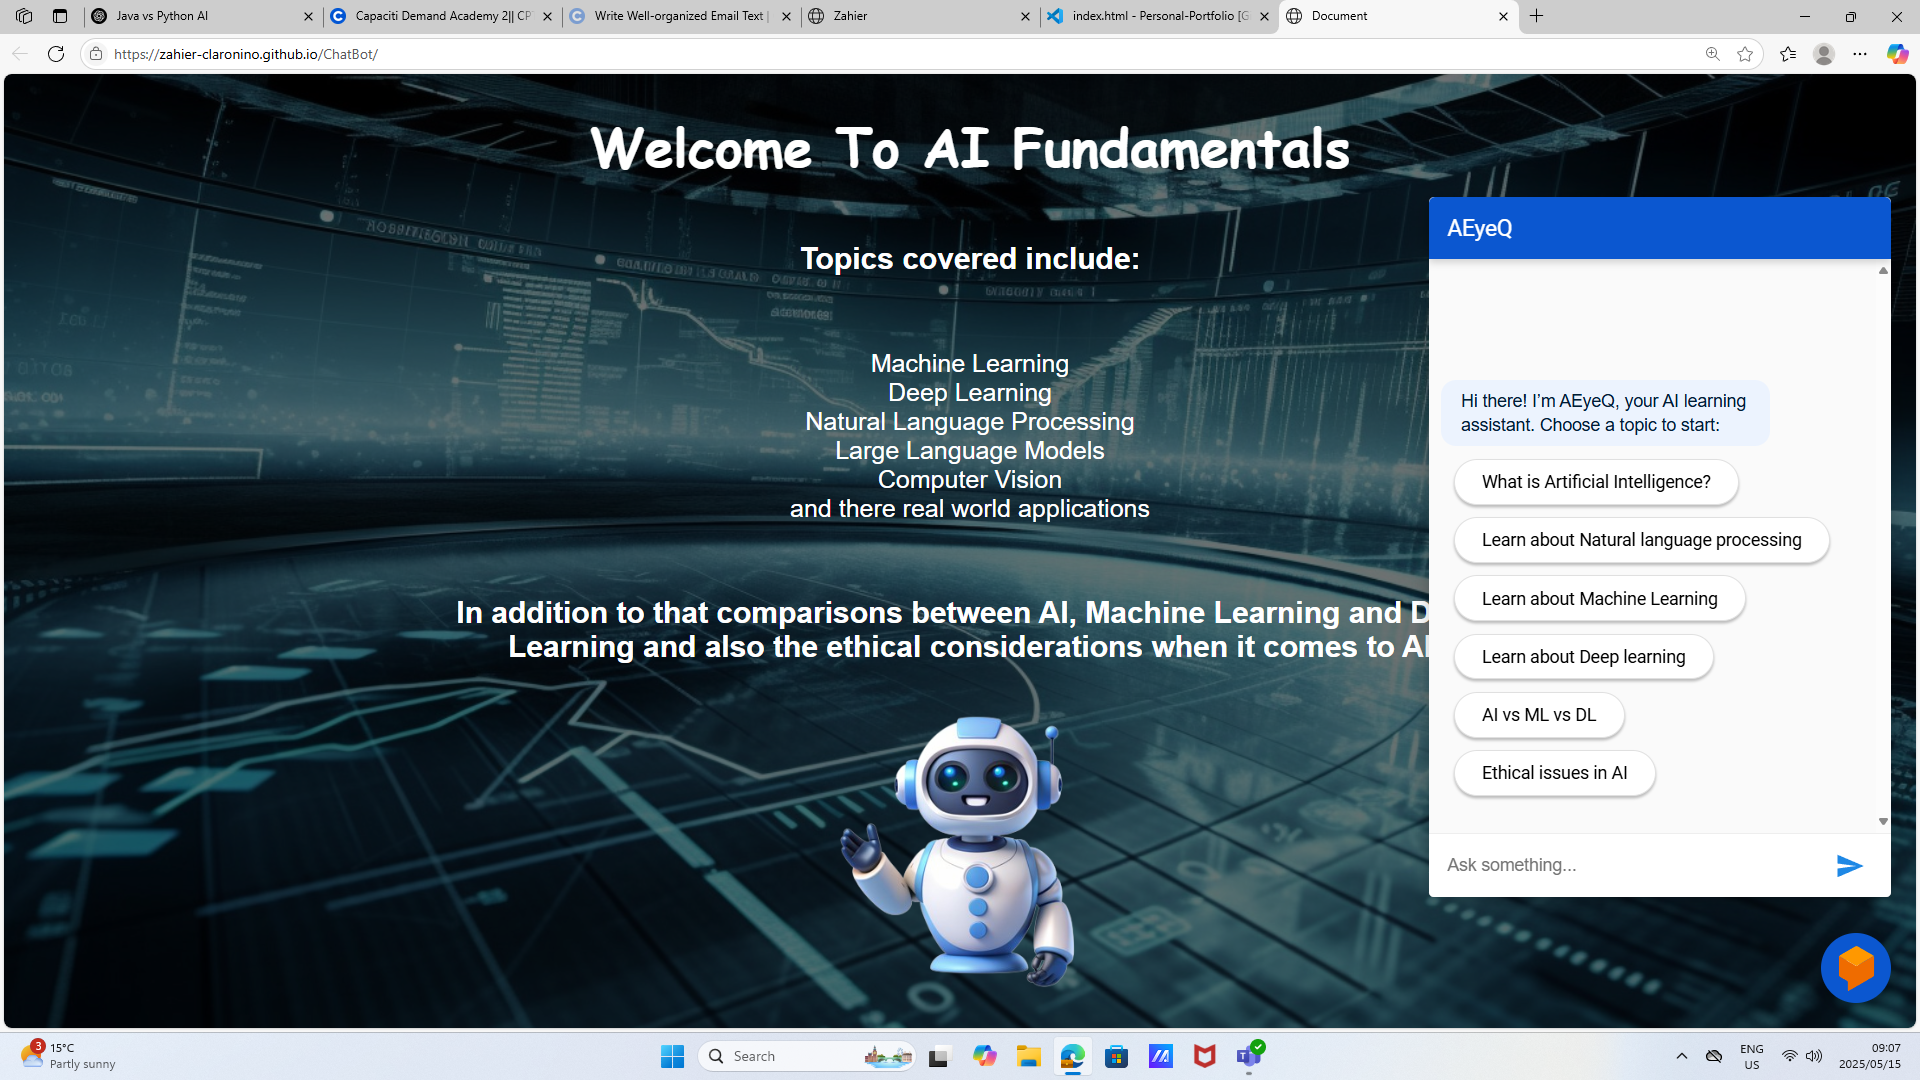 Java vs Python AI
Capaciti Demand Academy 2|| CP
Write Well-organized Email Text |
Zahier
index.html - Personal-Portfolio [G
Document
https://zahier-claronino.github.io/ChatBot/
Welcome To AI Fundamentals
Topics covered include:
Machine Learning
Deep Learning
Natural Language Processing
Large Language Models
Computer Vision
and there real world applications
In addition to that comparisons between AI, Machine Learning and D
Learning and also the ethical considerations when it comes to AI
AEyeQ
Hi there! I’m AEyeQ, your AI learning
assistant. Choose a topic to start:
What is Artificial Intelligence?
Learn about Natural language processing
Learn about Machine Learning
Learn about Deep learning
AI vs ML vs DL
Ethical issues in AI
Ask something...
3
15°C
Partly sunny
Search
ENG
US
09:07
2025/05/15